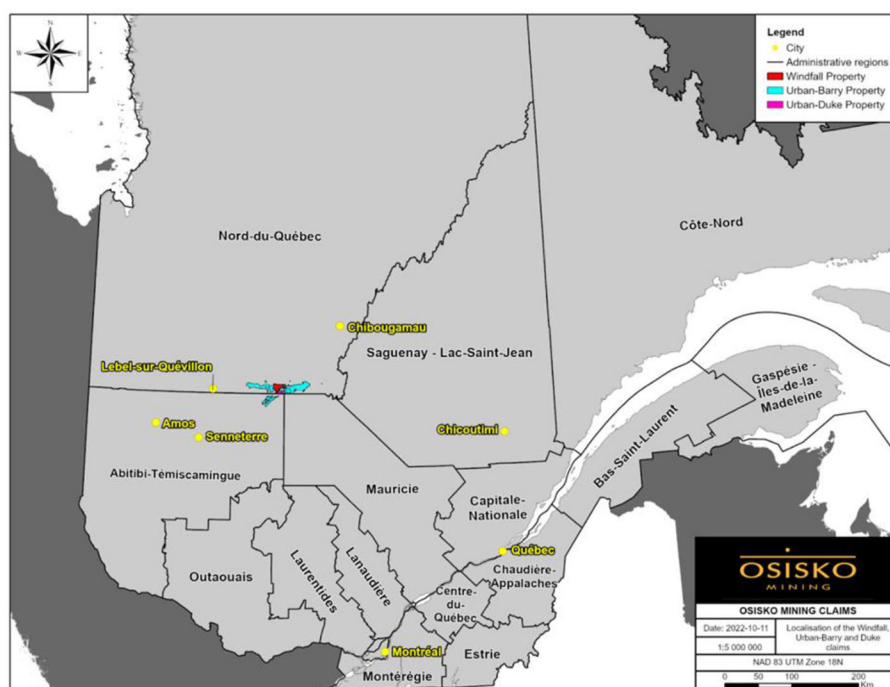 N
W
E
S
Legend
City
Administrative regions
Windfall Property
Urban-Barry Property
Urban-Duke Property
Nord-du-Québec
Côte-Nord
Chibougamau
Saguenay - Lac-Saint-Jean
Lebel-sur-Quévillon
Gaspésie -
Îles-de-la-
Madeleine
Amos
Senneterre
Chicoutimi
Bas-Saint-Laurent
Abitibi-Témiscamingue
Mauricie
Capitale-
Nationale
Outaouais
Laurentides
Lanaudière
Québec
Chaudière-
Appalaches
Centre-
du-
Québec
Montréal
Estrie
Montérégie
OSISKO
MINING
OSISKO MINING CLAIMS
Date: 2022-10-11
1:5 000 000
Localisation of the Windfall,
Urban-Barry and Duke
claims
NAD 83 UTM Zone 18N
0 50 100 150 200
Km